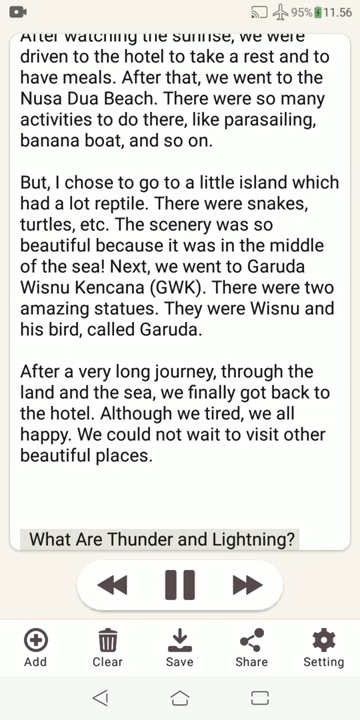 95% 11.56
After watching the sunrise, we were
driven to the hotel to take a rest and to
have meals. After that, we went to the
Nusa Dua Beach. There were so many
activities to do there, like parasailing,
banana boat, and so on.
But, I chose to go to a little island which
had a lot reptile. There were snakes,
turtles, etc. The scenery was so
beautiful because it was in the middle
of the sea! Next, we went to Garuda
Wisnu Kencana (GWK). There were two
amazing statues. They were Wisnu and
his bird, called Garuda.
After a very long journey, through the
land and the sea, we finally got back to
the hotel. Although we tired, we all
happy. We could not wait to visit other
beautiful places.
What Are Thunder and Lightning?
Add Clear Save Share Setting